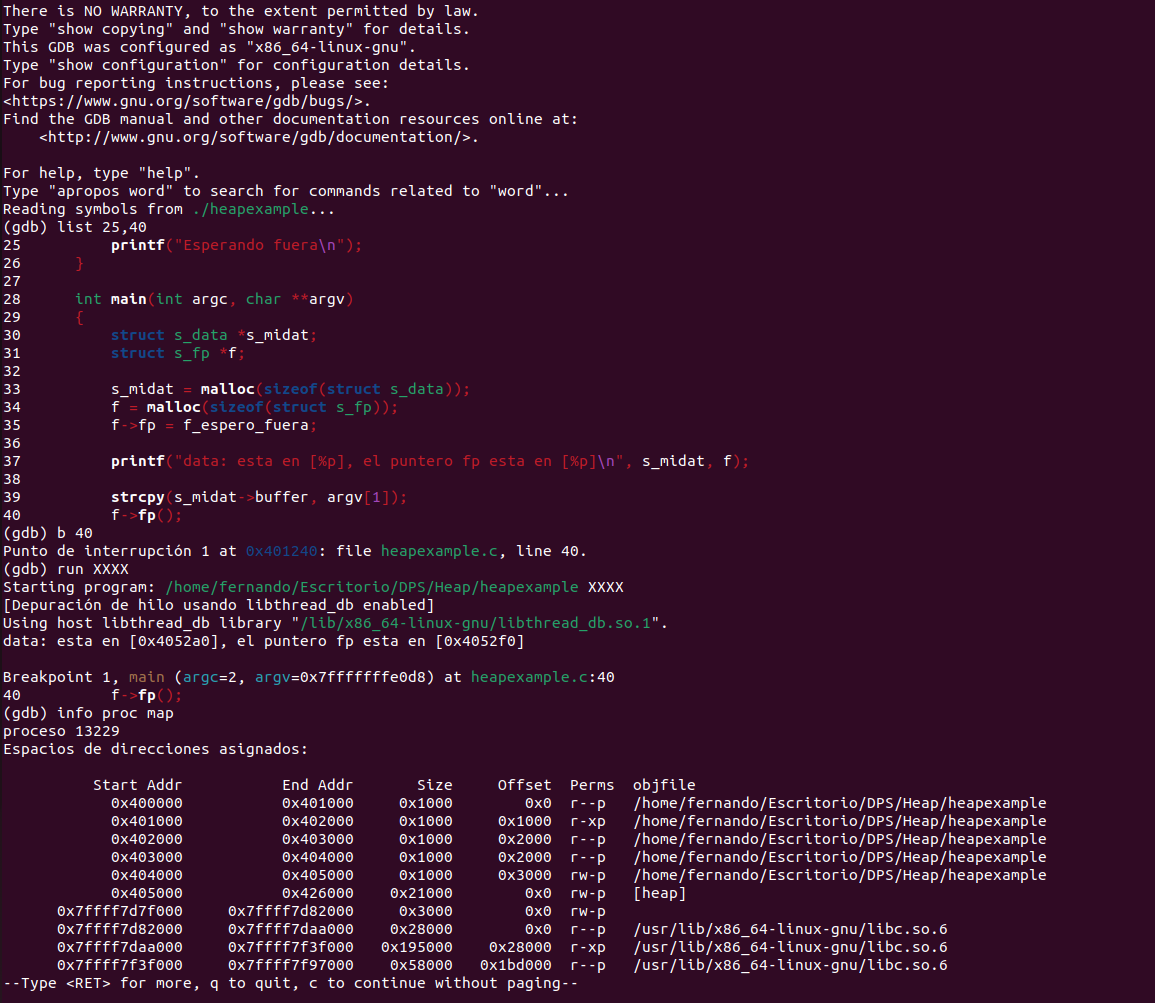 There is NO WARRANTY, to the extent permitted by law.
Type "show copying" and "show warranty" for details.
This GDB was configured as "x86_64-linux-gnu".
Type "show configuration" for configuration details.
For bug reporting instructions, please see:
<https://www.gnu.org/software/gdb/bugs/>.
Find the GDB manual and other documentation resources online at:
    <http://www.gnu.org/software/gdb/documentation/>.

For help, type "help".
Type "apropos word" to search for commands related to "word"...
Reading symbols from ./heapexample...
(gdb) list 25,40
25          printf("Esperando fuera\n");
26      }
27
28      int main(int argc, char **argv)
29      {
30          struct s_data *s_midat;
31          struct s_fp *f;
32
33          s_midat = malloc(sizeof(struct s_data));
34          f = malloc(sizeof(struct s_fp));
35          f->fp = f_espero_fuera;
36
37          printf("data: esta en [%p], el puntero fp esta en [%p]\n", s_midat, f);
38
39          strcpy(s_midat->buffer, argv[1]);
40          f->fp();
(gdb) b 40
Punto de interrupción 1 at 0x401240: file heapexample.c, line 40.
(gdb) run XXXX
Starting program: /home/fernando/Escritorio/DPS/Heap/heapexample XXXX
[Depuración de hilo usando libthread_db enabled]
Using host libthread_db library "/lib/x86_64-linux-gnu/libthread_db.so.1".
data: esta en [0x4052a0], el puntero fp esta en [0x4052f0]

Breakpoint 1, main (argc=2, argv=0x7fffffffe0d8) at heapexample.c:40
40          f->fp();
(gdb) info proc map
proceso 13229
Espacios de direcciones asignados:

          Start Addr           End Addr       Size     Offset  Perms  objfile
            0x400000           0x401000     0x1000        0x0  r--p   /home/fernando/Escritorio/DPS/Heap/heapexample
            0x401000           0x402000     0x1000     0x1000  r-xp   /home/fernando/Escritorio/DPS/Heap/heapexample
            0x402000           0x403000     0x1000     0x2000  r--p   /home/fernando/Escritorio/DPS/Heap/heapexample
            0x403000           0x404000     0x1000     0x2000  r--p   /home/fernando/Escritorio/DPS/Heap/heapexample
            0x404000           0x405000     0x1000     0x3000  rw-p   /home/fernando/Escritorio/DPS/Heap/heapexample
            0x405000           0x426000    0x21000        0x0  rw-p   [heap]
      0x7ffff7d7f000     0x7ffff7d82000     0x3000        0x0  rw-p
      0x7ffff7d82000     0x7ffff7daa000    0x28000        0x0  r--p   /usr/lib/x86_64-linux-gnu/libc.so.6
      0x7ffff7daa000     0x7ffff7f3f000   0x195000    0x28000  r-xp   /usr/lib/x86_64-linux-gnu/libc.so.6
      0x7ffff7f3f000     0x7ffff7f97000    0x58000   0x1bd000  r--p   /usr/lib/x86_64-linux-gnu/libc.so.6
--Type <RET> for more, q to quit, c to continue without paging--